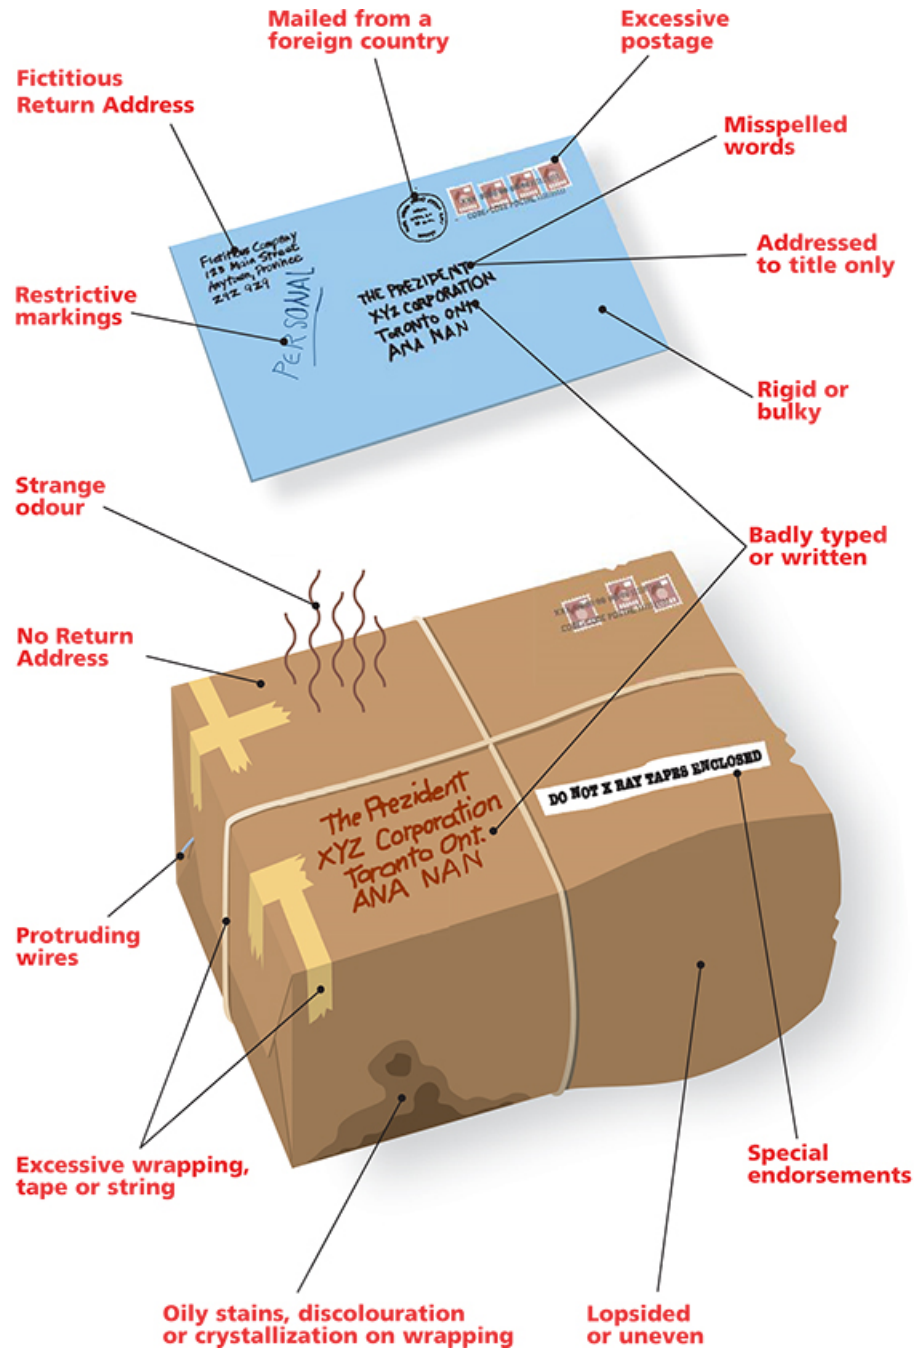 Mailed from a
foreign country
Excessive
postage
Fictitious
Return Address
Misspelled
words
Addressed
to title only
Restrictive
markings
Rigid or
bulky
Fictitious Company
123 Main Street
Anytown, Province
Z9Z 9Z9
PERSONAL
THE PREZIDENT
XYZ CORPORATION
Toronto Ont
ANA NAN
Strange
odour
Badly typed
or written
No Return
Address
DO NOT X RAY TAPES ENCLOSED
The Prezident
XYZ Corporation
Toranto Ont.
ANA NAN
Protruding
wires
Excessive wrapping,
tape or string
Special
endorsements
Oily stains, discolouration
or crystallization on wrapping
Lopsided
or uneven